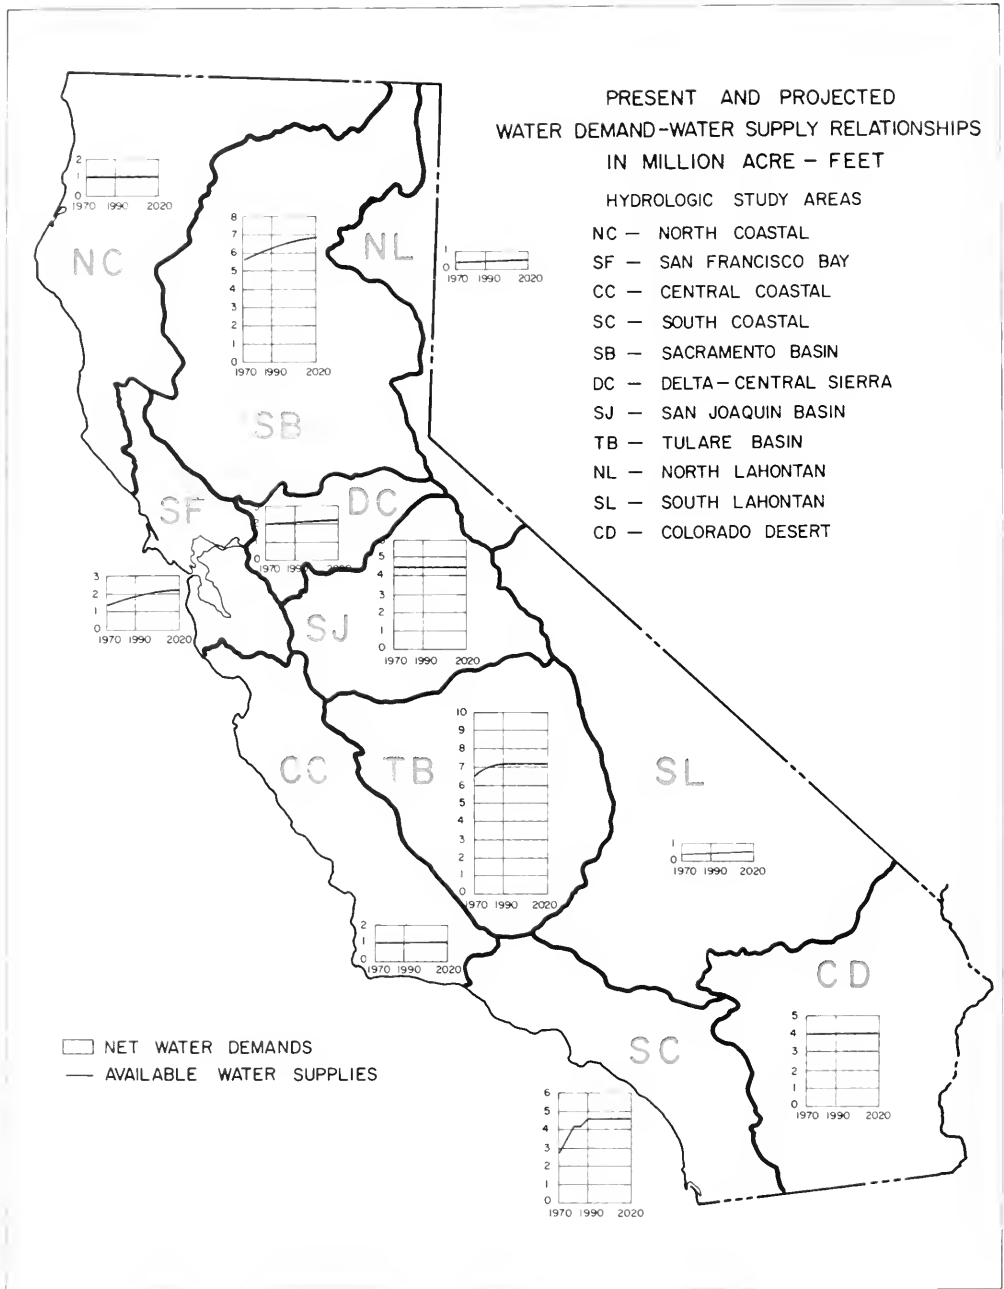 PRESENT AND PROJECTED
WATER DEMAND-WATER SUPPLY RELATIONSHIPS
IN MILLION ACRE - FEET
HYDROLOGIC STUDY AREAS
NC — NORTH COASTAL
SF — SAN FRANCISCO BAY
CC — CENTRAL COASTAL
SC — SOUTH COASTAL
SB — SACRAMENTO BASIN
DC — DELTA-CENTRAL SIERRA
SJ — SAN JOAQUIN BASIN
TB — TULARE BASIN
NL — NORTH LAHONTAN
SL — SOUTH LAHONTAN
CD — COLORADO DESERT
2
1
0
1970 1990 2020
NC
8
7
6
5
4
3
2
1
0
1970 1990 2020
NL
1
0
1970 1990 2020
SB
SF
DC
2
0
1970 1990 2020
3
2
1
0
1970 1990 2020
SJ
5
4
3
2
1
0
1970 1990 2020
CC
TB
10
9
8
7
6
5
4
3
2
1
0
1970 1990 2020
SL
1
0
1970 1990 2020
2
1
0
1970 1990 2020
CD
5
4
3
2
1
0
1970 1990 2020
SC
6
5
4
3
2
1
0
1970 1990 2020
NET WATER DEMANDS
— AVAILABLE WATER SUPPLIES